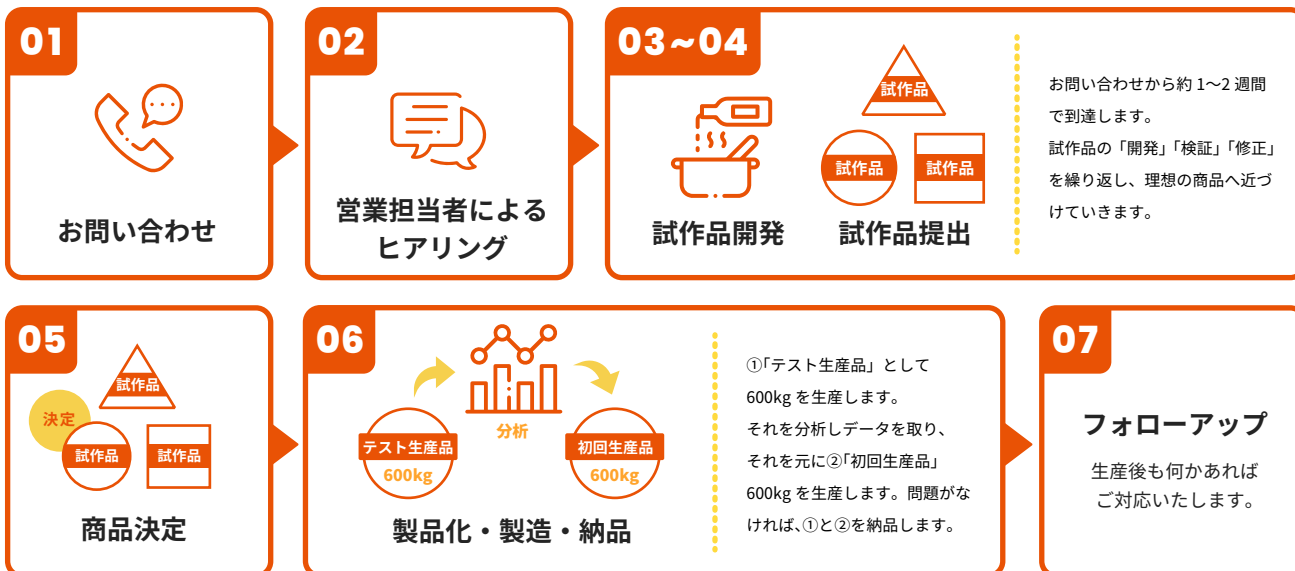 01
お問い合わせ
02
営業担当者による
ヒアリング
03~04
試作品
試作品
試作品
試作品開発
試作品提出
お問い合わせから約 1〜2 週間
で到達します。
試作品の「開発」「検証」「修正」
を繰り返し、理想の商品へ近づ
けていきます。
05
試作品
決定
試作品
試作品
商品決定
06
分析
テスト生産品
600kg
初回生産品
600kg
製品化・製造・納品
①「テスト生産品」として
600kg を生産します。
それを分析しデータを取り、
それを元に②「初回生産品」
600kg を生産します。問題がな
ければ、①と②を納品します。
07
フォローアップ
生産後も何かあれば
ご対応いたします。